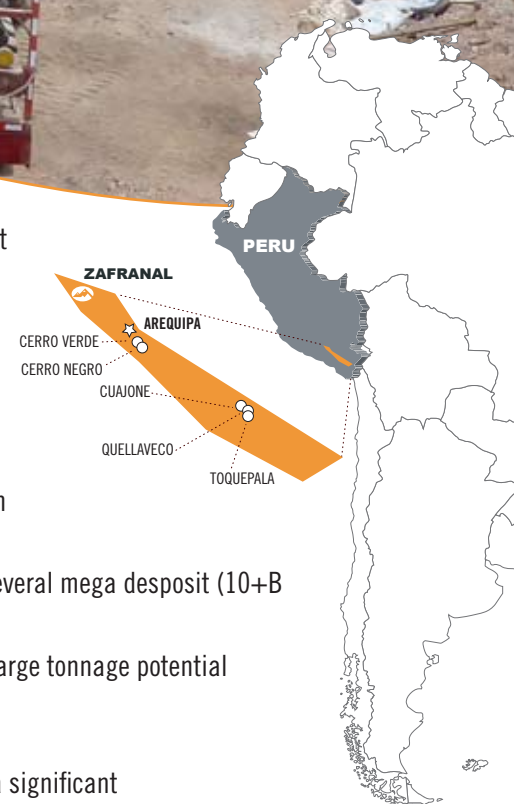 t
PERU
ZAFRANAL
AREQUIPA
CERRO VERDE
CERRO NEGRO
CUAJONE
QUELLAVECO
TOQUEPALA
n
everal mega desposit (10+B
arge tonnage potential
a significant